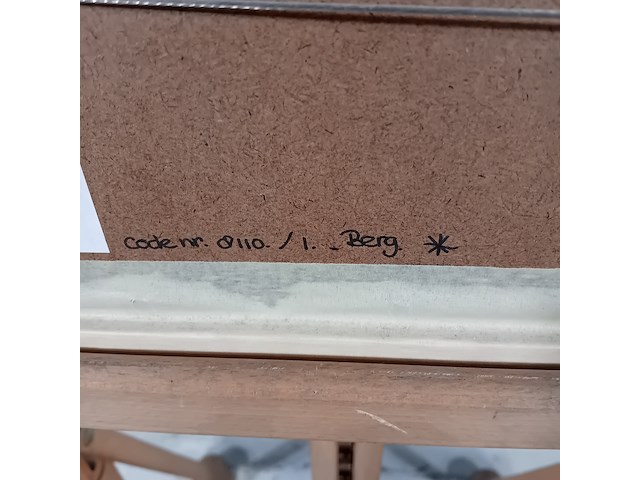 Code nr. 0110. / 1. - Berg. *